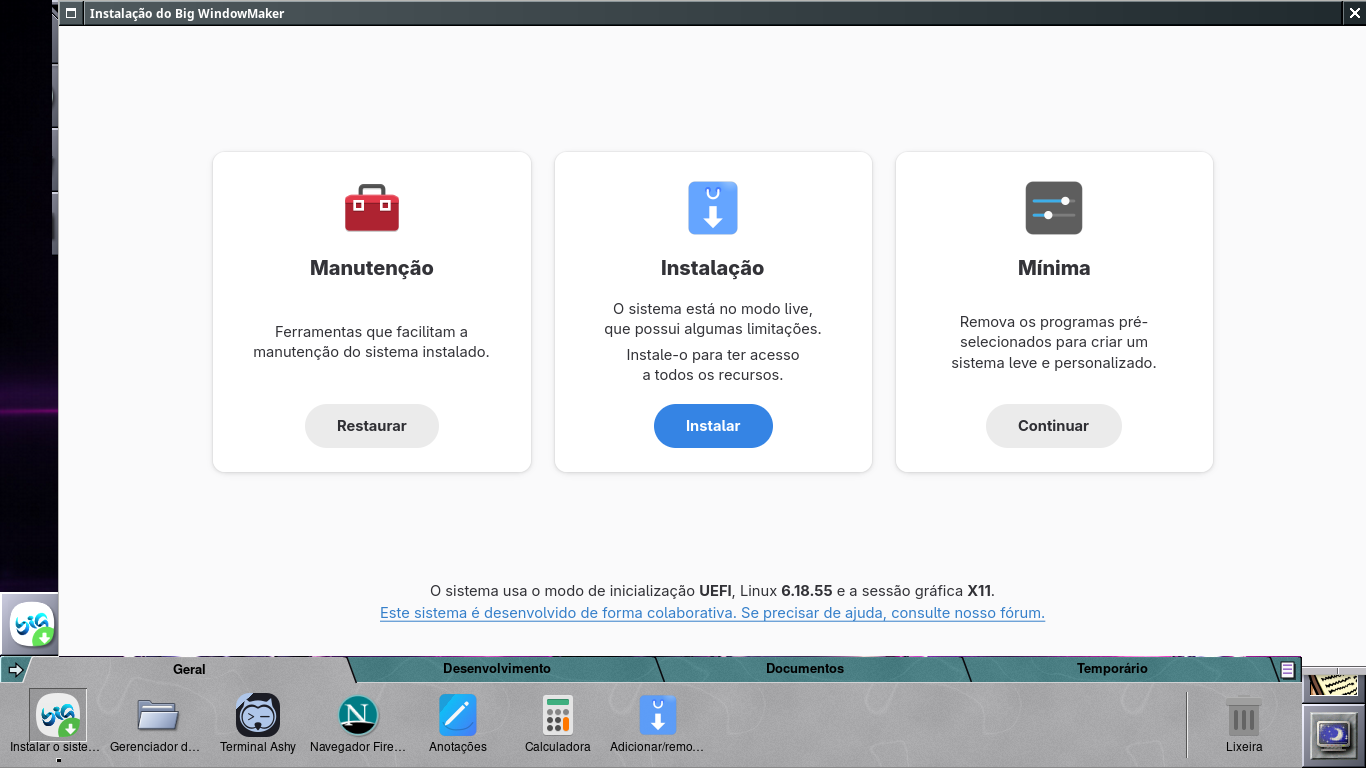 Instalação do Big WindowMaker
Manutenção
Ferramentas que facilitam a
manutenção do sistema instalado.
Restaurar
Instalação
O sistema está no modo live,
que possui algumas limitações.
Instale-o para ter acesso
a todos os recursos.
Instalar
Mínima
Remova os programas pré-
selecionados para criar um
sistema leve e personalizado.
Continuar
O sistema usa o modo de inicialização UEFI, Linux 6.18.55 e a sessão gráfica X11.
Este sistema é desenvolvido de forma colaborativa. Se precisar de ajuda, consulte nosso fórum.
big
Geral
Desenvolvimento
Documentos
Temporário
big
N
Instalar o siste...
Gerenciador d...
Terminal Ashy
Navegador Fire...
Anotações
Calculadora
Adicionar/remo...
Lixeira